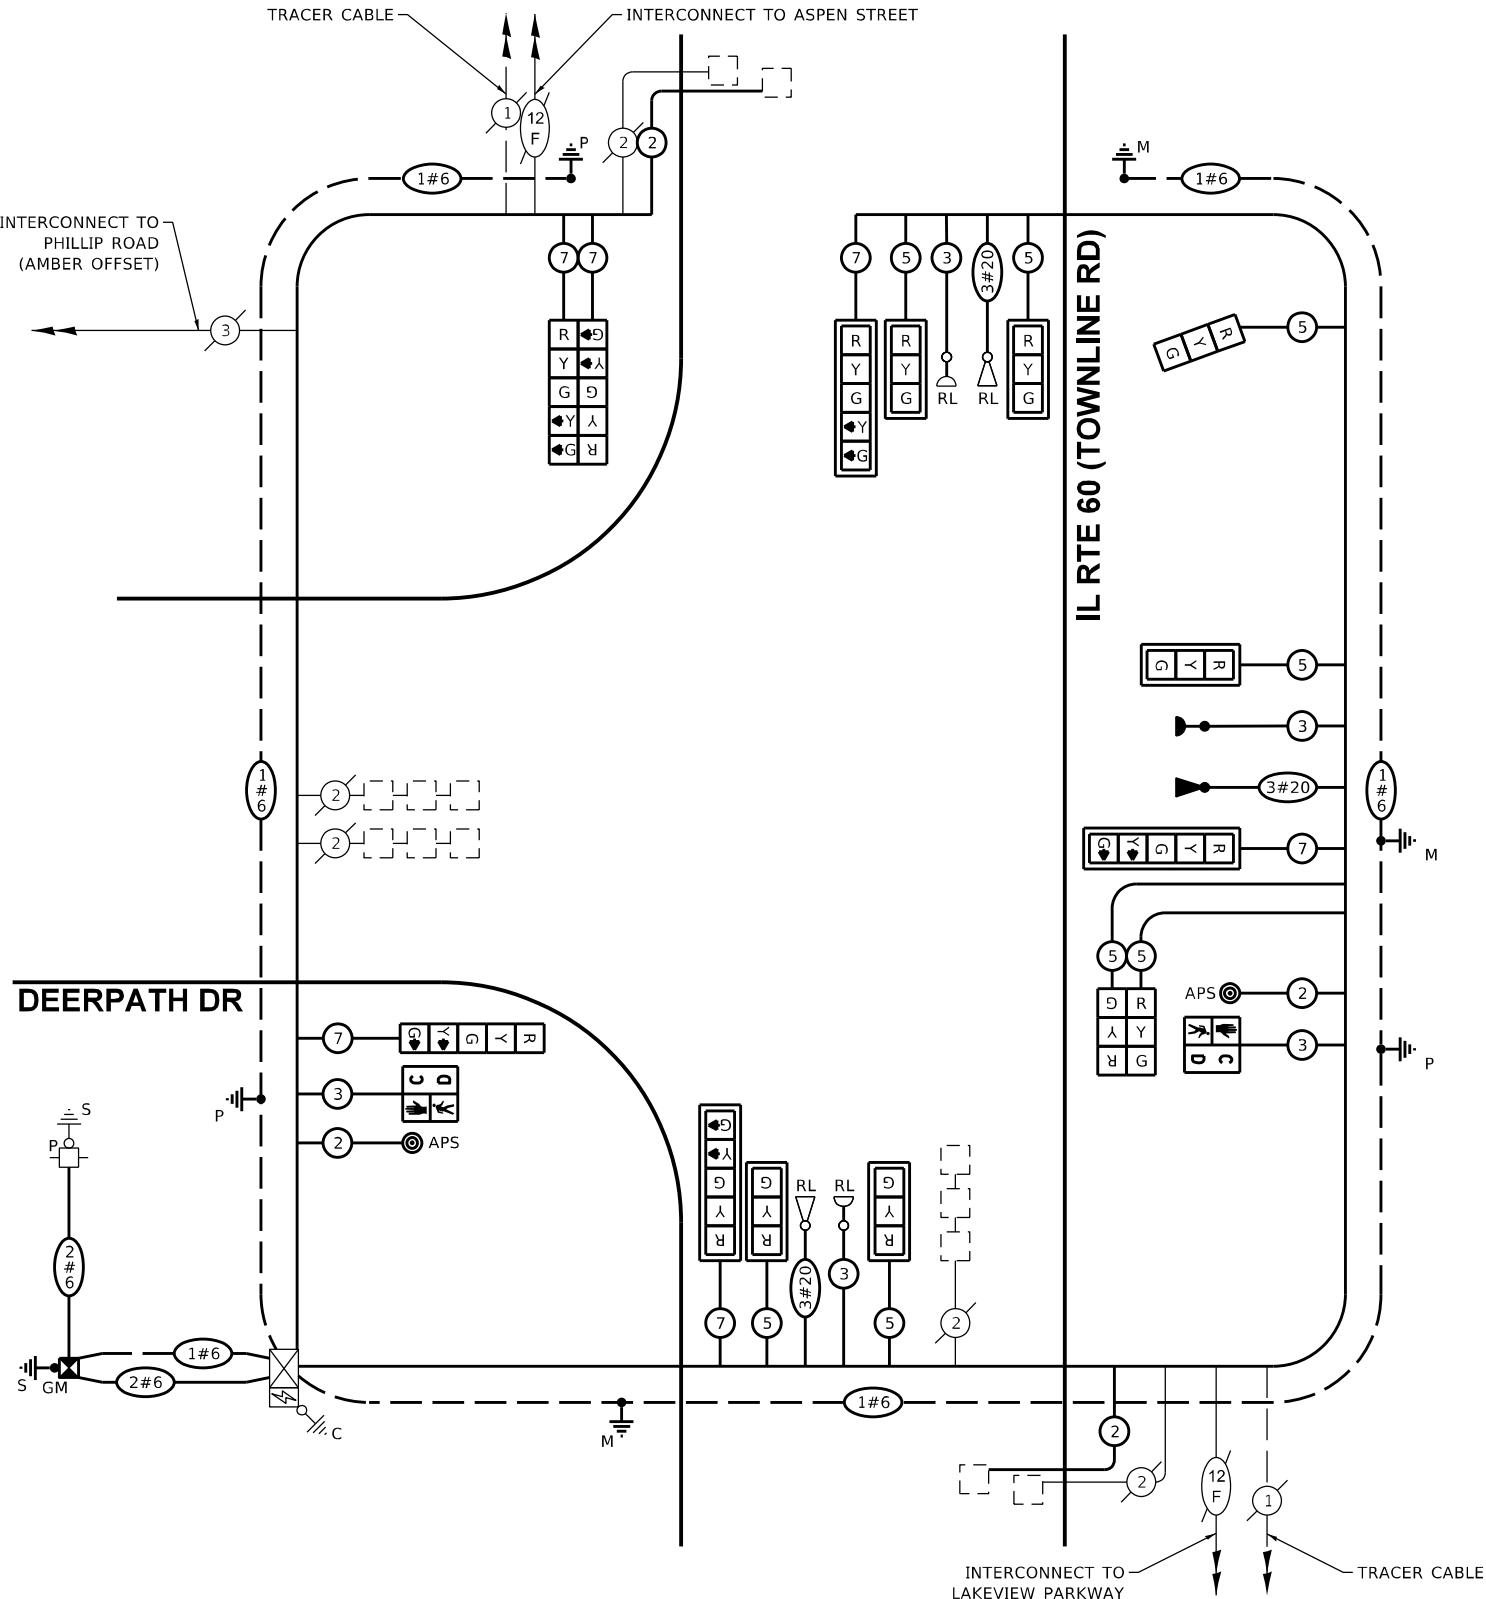 TRACER CABLE
INTERCONNECT TO ASPEN STREET
1
12
F
2
2
P
M
1#6
1#6
INTERCONNECT TO
PHILLIP ROAD
(AMBER OFFSET)
3
7
7
7
5
3
3#20
5
R
Y
G
Y
G
G
Y
G
Y
R
R
Y
G
Y
G
R
Y
G
RL
RL
R
Y
G
R
Y
G
5
IL RTE 60 (TOWNLINE RD)
G
Y
R
5
3
3#20
1
#
6
1
#
6
2
2
G
Y
G
Y
R
7
M
5
5
G
Y
R
R
Y
G
APS
2
D
C
3
P
DEERPATH DR
7
G
Y
G
Y
R
3
C
D
2
APS
P
S
P
2
#
6
G
Y
G
Y
R
G
Y
R
RL
RL
G
Y
R
3#20
3
7
5
5
2
1#6
2#6
S
GM
C
M
1#6
2
2
12
F
1
INTERCONNECT TO
LAKEVIEW PARKWAY
TRACER CABLE